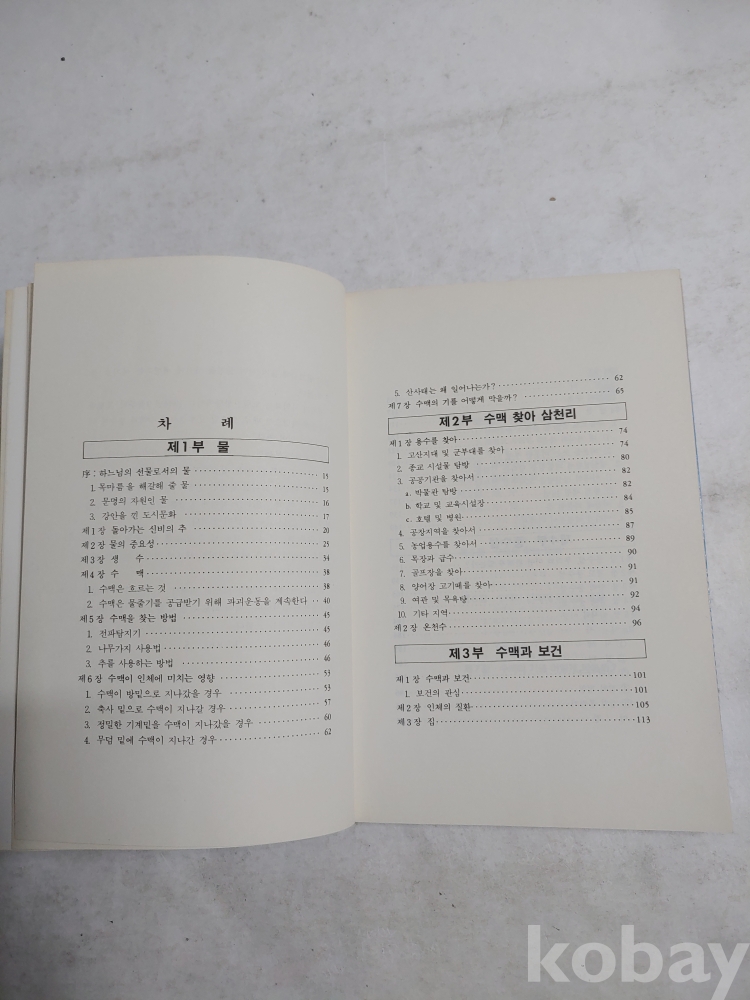 차 례
제1부 물
序 : 하느님의 선물로서의 물 ········ 15
1. 목마름을 해갈해 줄 물 ········ 15
2. 문명의 자원인 물 ········ 16
3. 강안을 낀 도시문화 ········ 17
제1장 돌아가는 신비의 추 ········ 20
제2장 물의 중요성 ········ 25
제3장 생 수 ········ 34
제4장 수 맥 ········ 38
1. 수맥은 흐르는 것 ········ 38
2. 수맥은 물줄기를 공급받기 위해 파괴운동을 계속한다 ·· 40
제5장 수맥을 찾는 방법 ········ 45
1. 전파탐지기 ········ 45
2. 나무가지 사용법 ········ 46
3. 추를 사용하는 방법 ········ 46
제6장 수맥이 인체에 미치는 영향 ········ 53
1. 수맥이 방밑으로 지나갔을 경우 ········ 53
2. 축사 밑으로 수맥이 지나갈 경우 ········ 57
3. 정밀한 기계밑을 수맥이 지나갔을 경우 ········ 60
4. 무덤 밑에 수맥이 지나간 경우 ········ 62
5. 산사태는 왜 일어나는가? ········ 62
제7장 수맥의 기를 어떻게 막을까? ········ 65
제2부 수맥 찾아 삼천리
제1장 용수를 찾아 ········ 74
1. 고산지대 및 군부대를 찾아 ········ 74
2. 종교 시설물 탐방 ········ 80
3. 공공기관을 찾아서 ········ 82
a. 박물관 탐방 ········ 82
b. 학교 및 교육시설장 ········ 84
c. 호텔 및 병원 ········ 85
4. 공장지역을 찾아서 ········ 87
5. 농업용수를 찾아서 ········ 89
6. 목장과 급수 ········ 90
7. 골프장을 찾아 ········ 91
8. 양어장 고기떼를 찾아 ········ 91
9. 여관 및 목욕탕 ········ 92
10. 기타 지역 ········ 94
제2장 온천수 ········ 96
제3부 수맥과 보건
제1장 수맥과 보건 ········ 101
1. 보건의 관심 ········ 101
제2장 인체의 질환 ········ 105
제3장 집 ········ 113
kobay